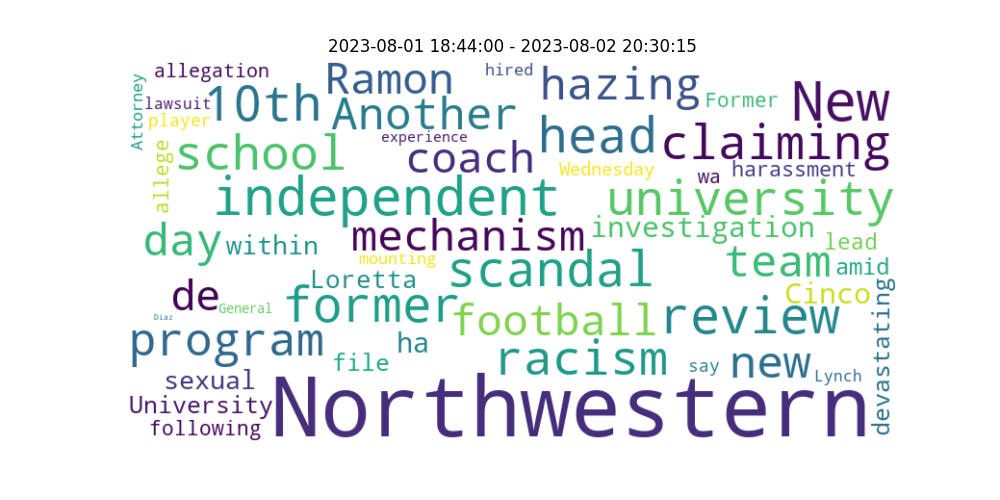 2023-08-01 18:44:00 - 2023-08-02 20:30:15
allegation
Ramon
hired
hazing
Former
New
Attorney
lawsuit
10th
Another
player
experience
head
claiming
school
coach
Wednesday
wa
harassment
allege
independent
university
day
within
mechanism
investigation
lead
mounting
scandal
team
amid
Loretta
de
General
former
Cinco
Diaz
football
review
devastating
program
ha
file
racism
say
new
Lynch
sexual
University
following
Northwestern